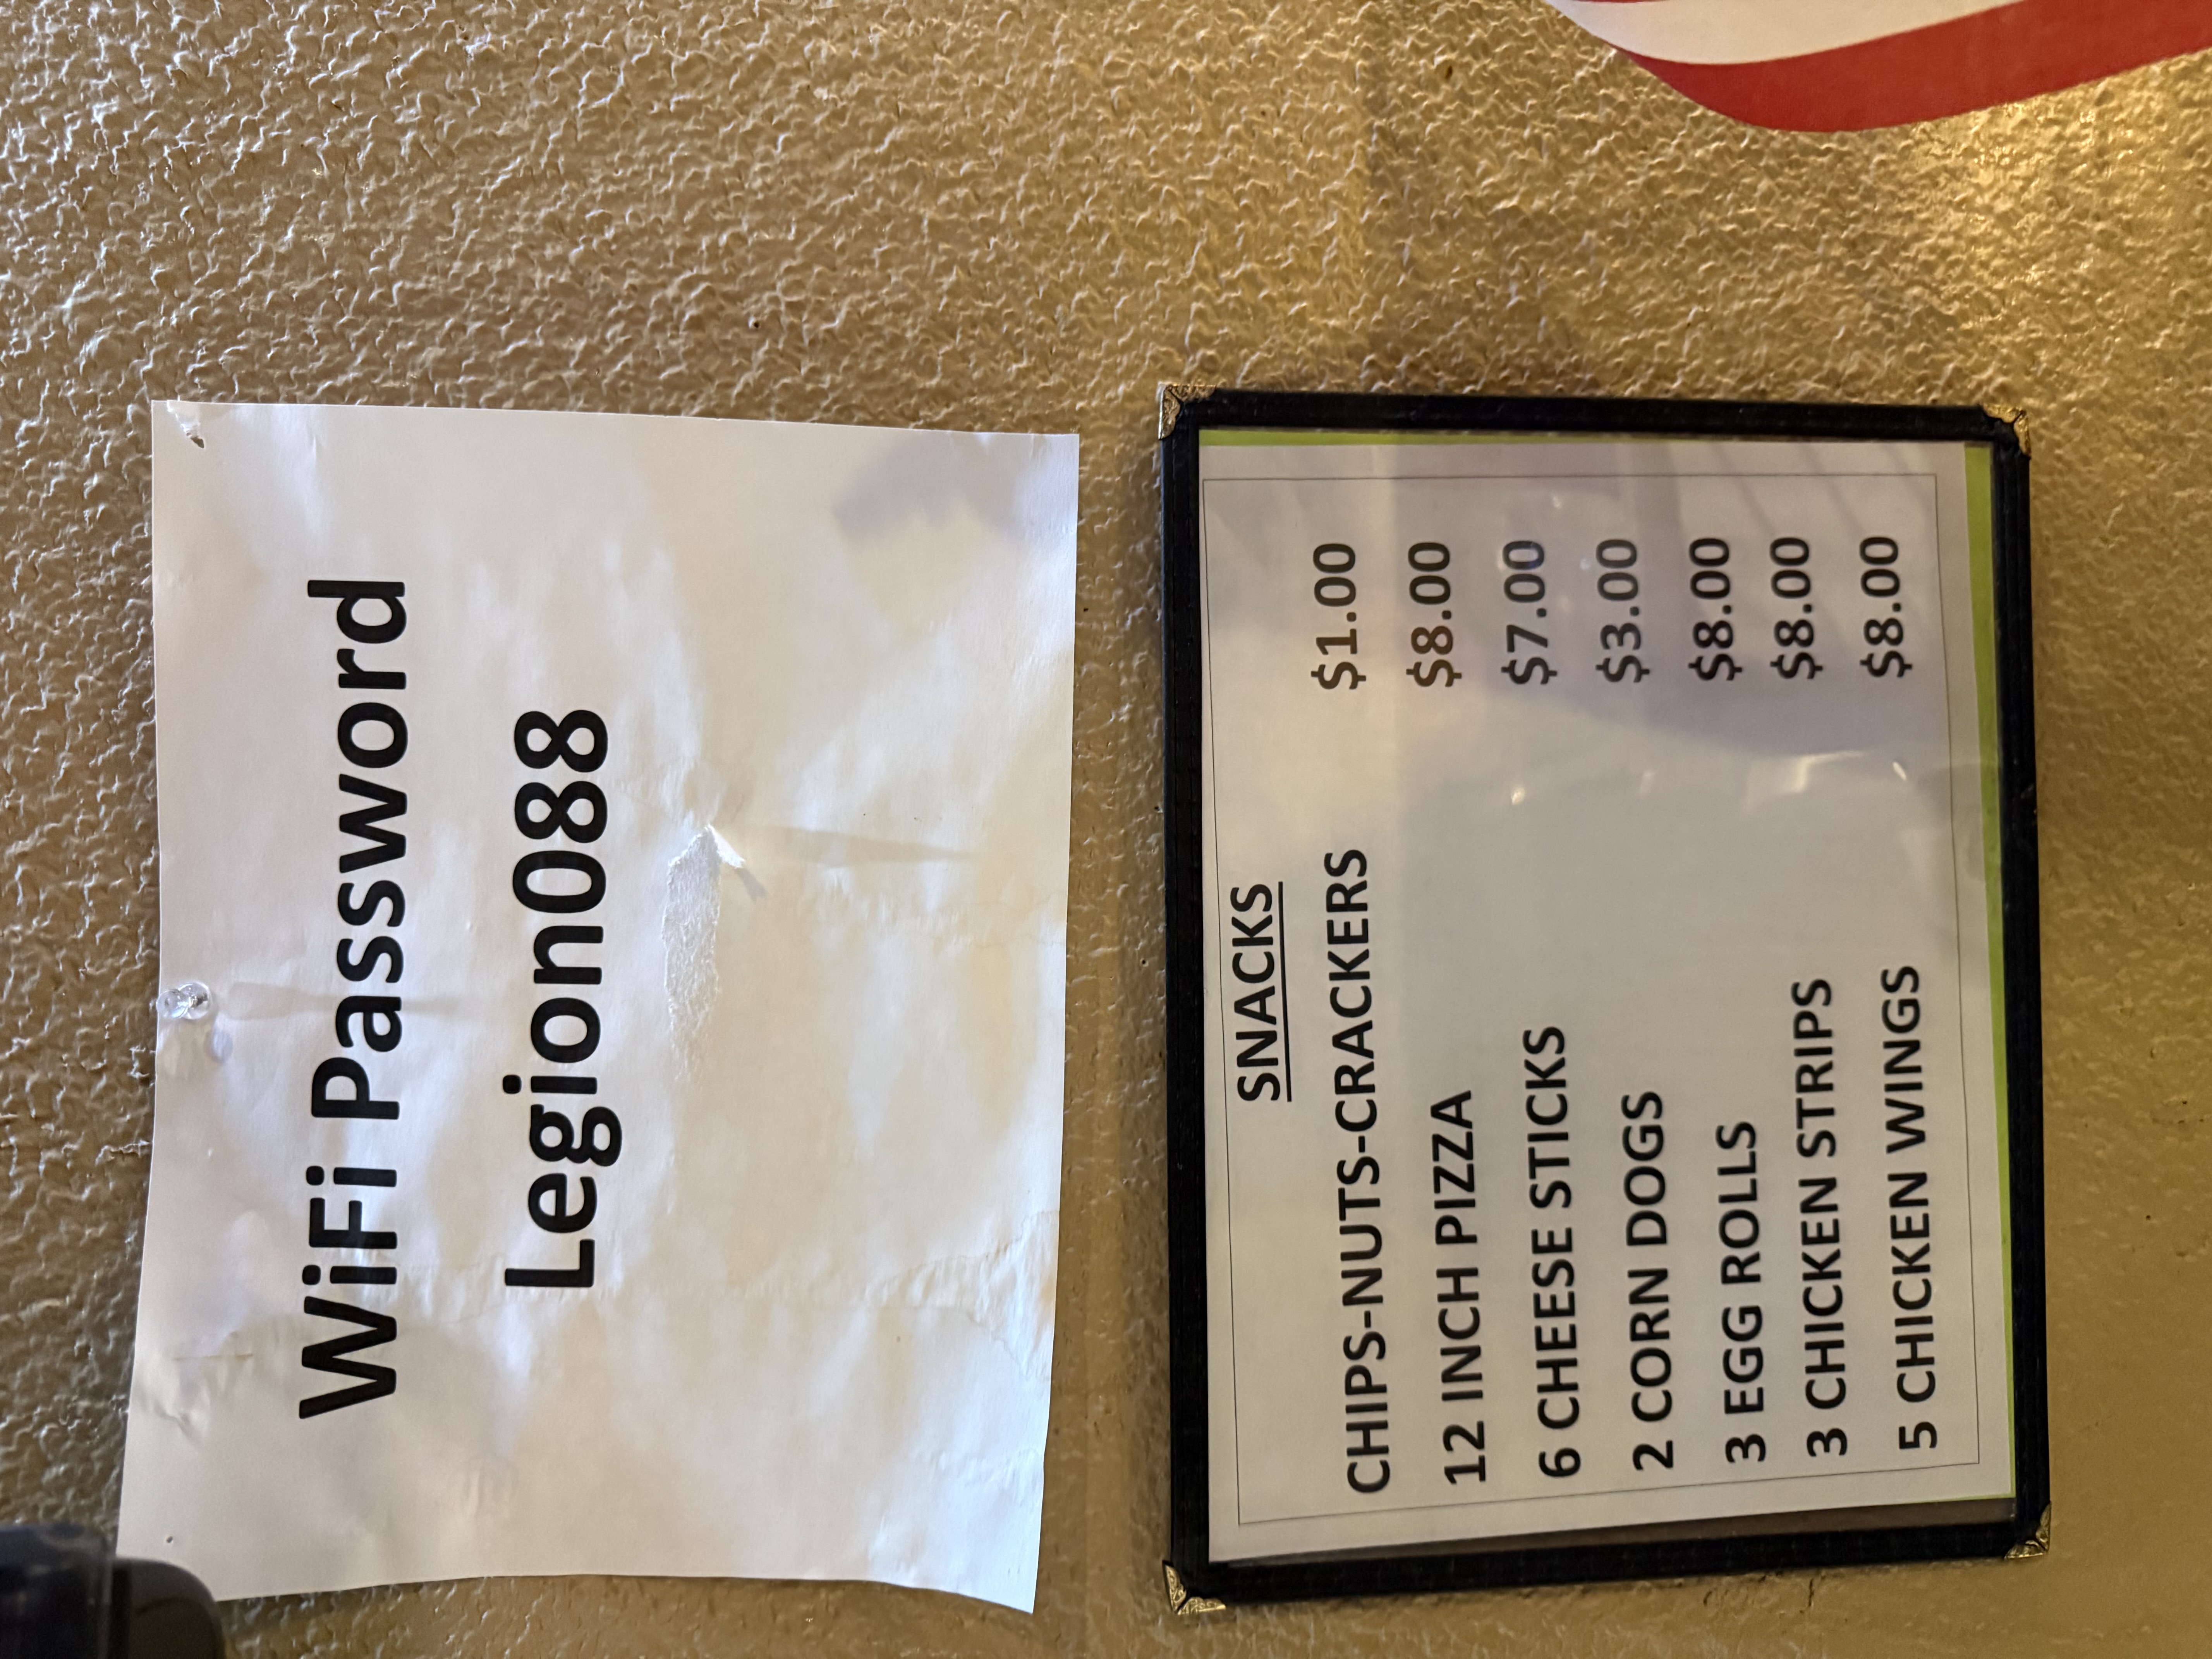 WiFi Password
Legion088
SNACKS
CHIPS-NUTS-CRACKERS $1.00
12 INCH PIZZA $8.00
6 CHEESE STICKS $7.00
2 CORN DOGS $3.00
3 EGG ROLLS $8.00
3 CHICKEN STRIPS $8.00
5 CHICKEN WINGS $8.00